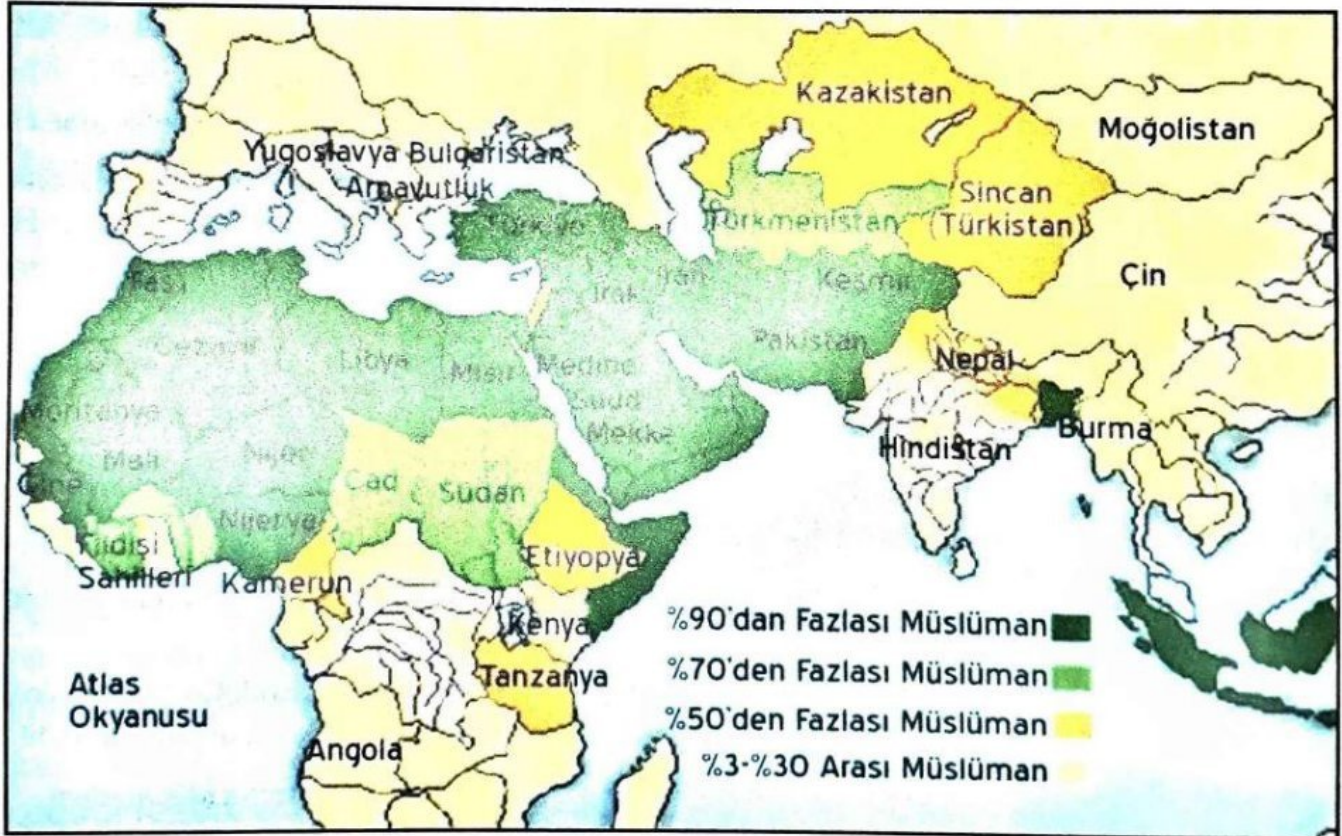 Kazakistan
Moğolistan
Yugoslavya Bulgaristan
Arnavutluk
Sincan
(Türkistan)
Türkiye
Türkmenistan
Çin
Fas
İran
Keşmir
Irak
Cezayir
Libya
Mısır
Medine
Pakistan
Nepal
Moritanya
Suud
Mekke
Mali
Nijer
Hindistan
Burma
Gine
Çad
Sudan
Nijerya
Fildişi
Sahilleri
Etiyopya
Kamerun
Kenya
%90'dan Fazlası Müslüman
Tanzanya
%70'den Fazlası Müslüman
Atlas
Okyanusu
%50'den Fazlası Müslüman
Angola
%3-%30 Arası Müslüman